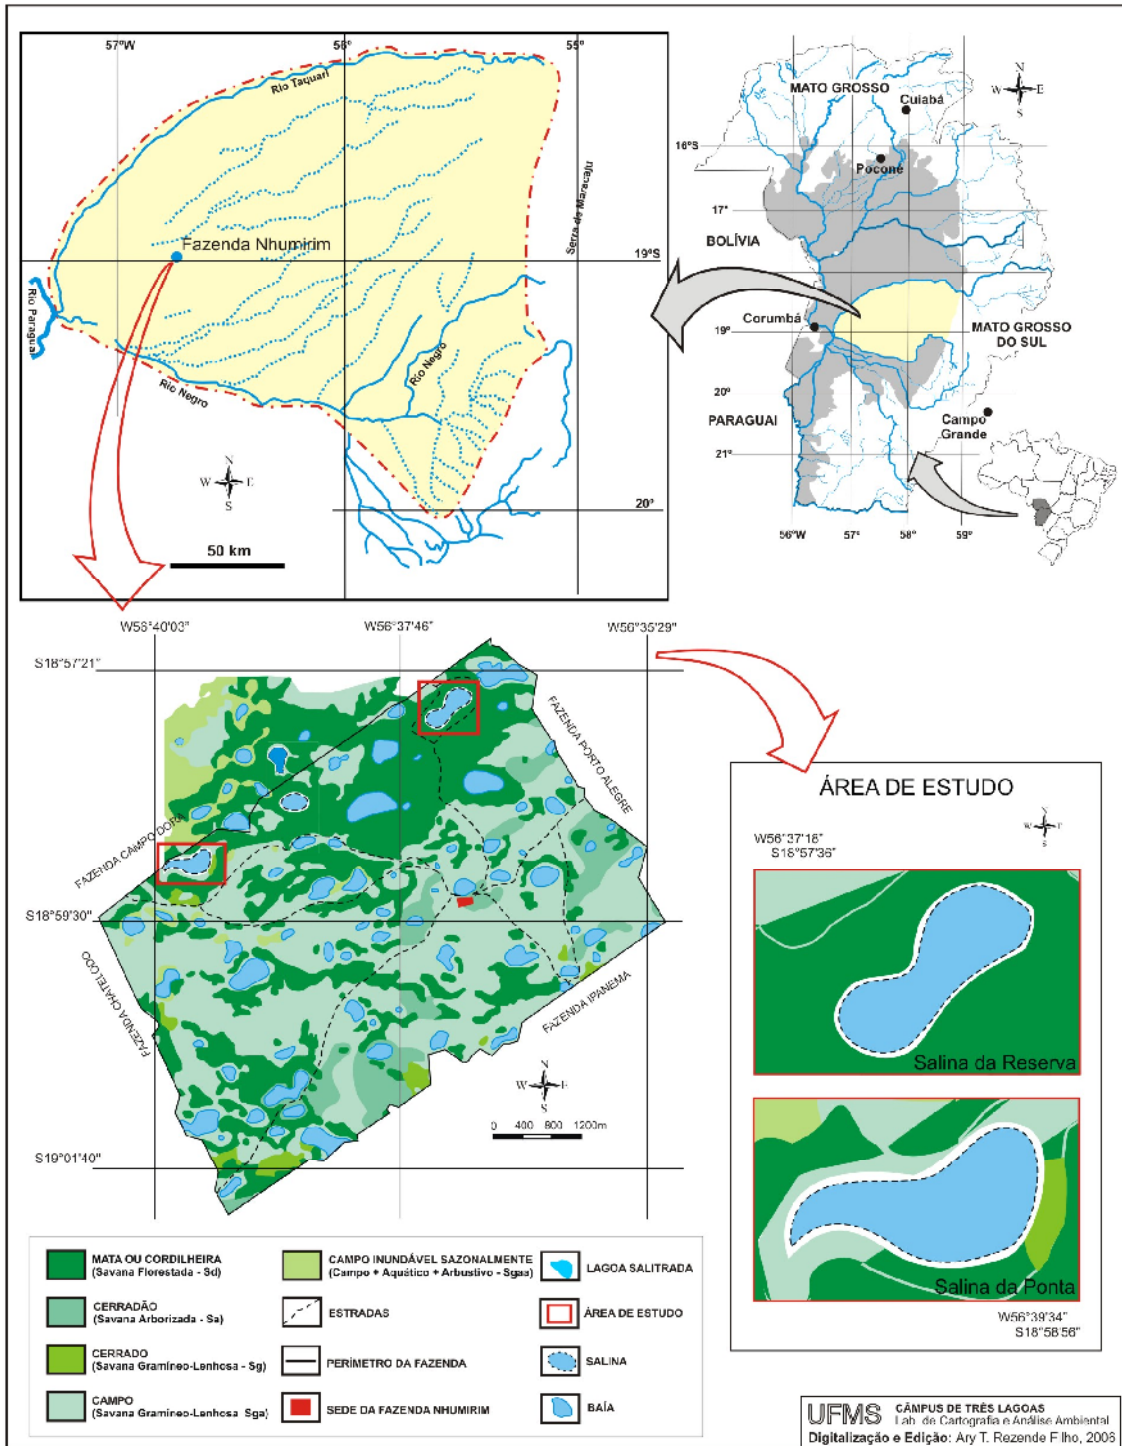 57°W
56°
55°
Rio Taquari
Fazenda Nhumirim
Serra de Maracaju
19°S
Rio Paraguai
Rio Negro
Rio Negro
N
W E
S
20°
50 km
MATO GROSSO
Cuiabá
N
W E
S
16°S
Poconé
17°
BOLÍVIA
Corumbá
19°
MATO GROSSO
DO SUL
20°
PARAGUAI
Campo
Grande
21°
56°W
57°
58°
59°
W56°40'03"
W56°37'46"
W56°35'29"
S18°57'21"
FAZENDA PORTO ALEGRE
FAZENDA CAMPO DORA
S18°59'30"
FAZENDA CHATELODO
FAZENDA IPANEMA
N
W E
S
0 400 800 1200m
S19°01'40"
ÁREA DE ESTUDO
N
W E
S
W56°37'18"
S18°57'36"
Salina da Reserva
Salina da Ponta
W56°39'34"
S18°58'56"
MATA OU CORDILHEIRA
(Savana Florestada - Sd)
CERRADÃO
(Savana Arborizada - Sa)
CERRADO
(Savana Gramíneo-Lenhosa - Sg)
CAMPO
(Savana Gramíneo-Lenhosa Sga)
CAMPO INUNDÁVEL SAZONALMENTE
(Campo + Aquático + Arbustivo - Sgaa)
ESTRADAS
PERÍMETRO DA FAZENDA
SEDE DA FAZENDA NHUMIRIM
LAGOA SALITRADA
ÁREA DE ESTUDO
SALINA
BAÍA
UFMS
CÂMPUS DE TRÊS LAGOAS
Lab. de Cartografia e Análise Ambiental
Digitalização e Edição: Ary T. Rezende Filho, 2006